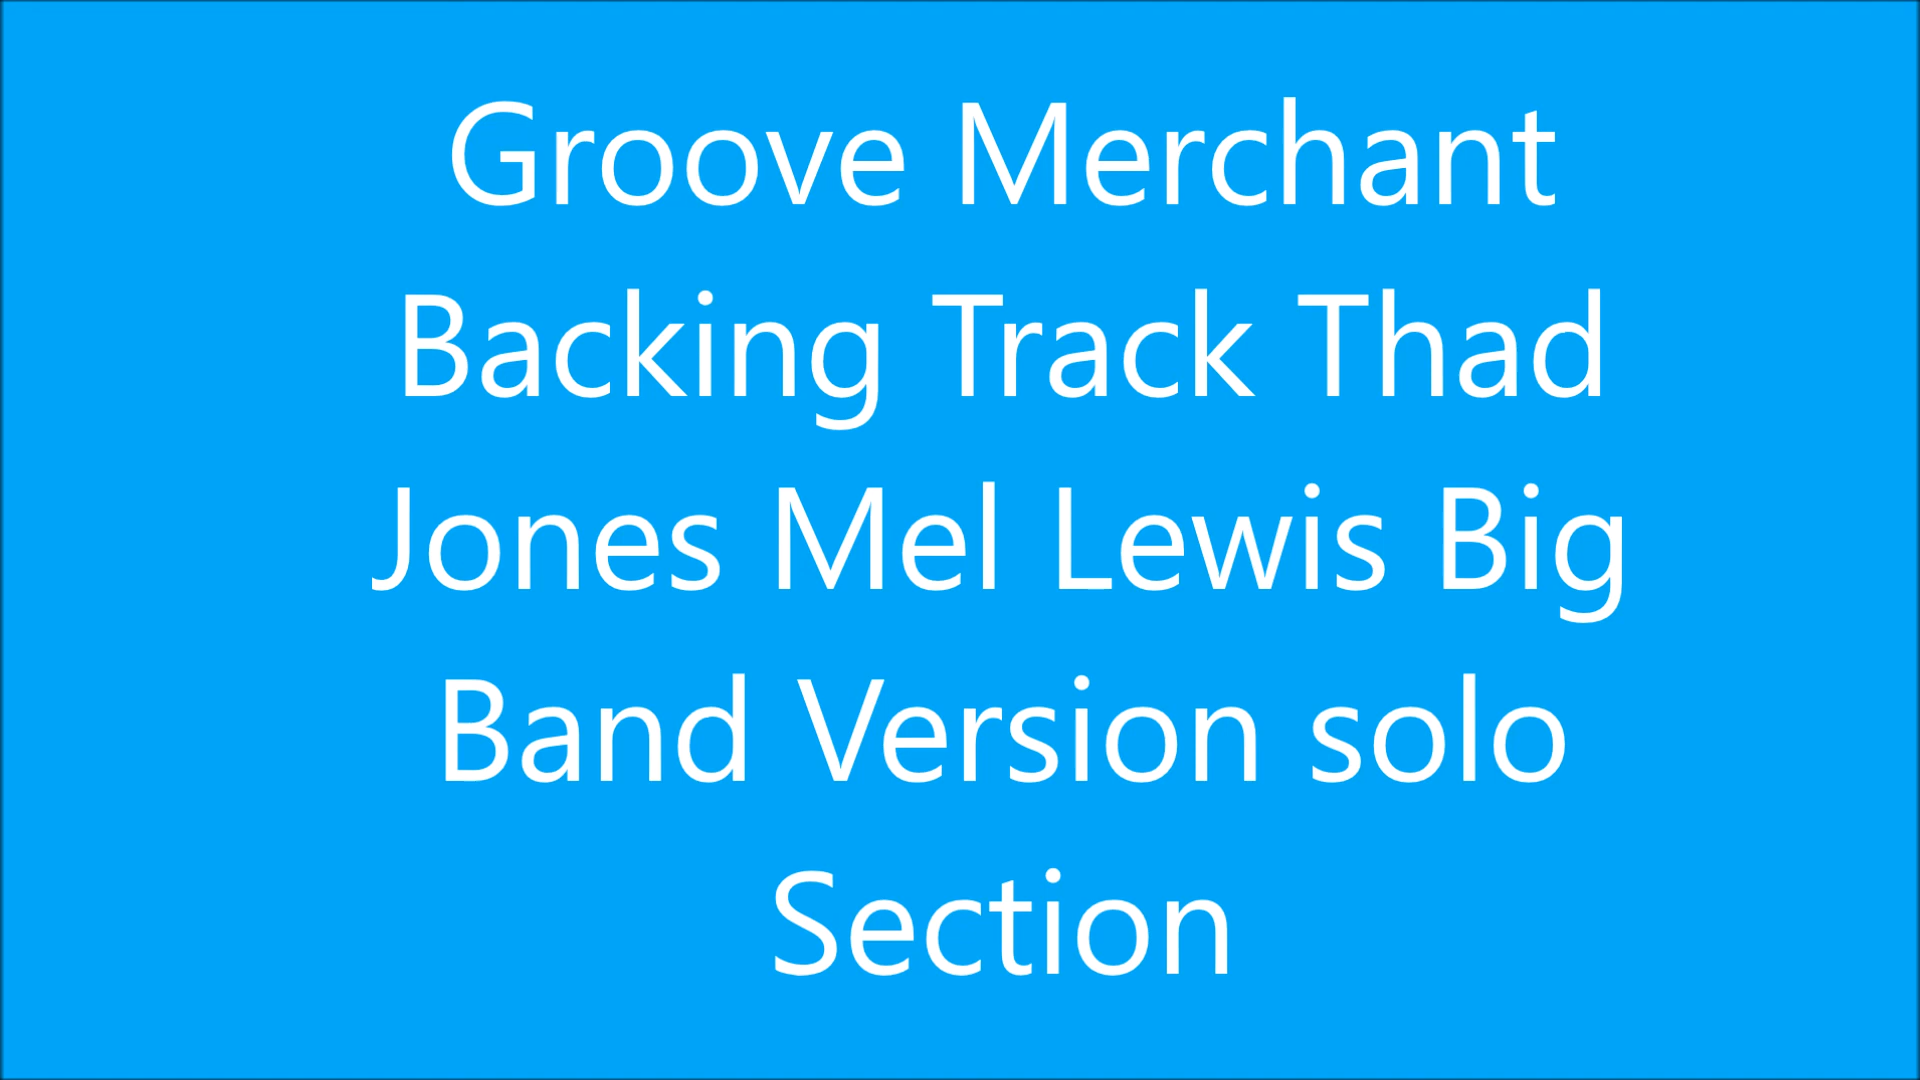 Groove Merchant
Backing Track Thad
Jones Mel Lewis Big
Band Version solo
Section